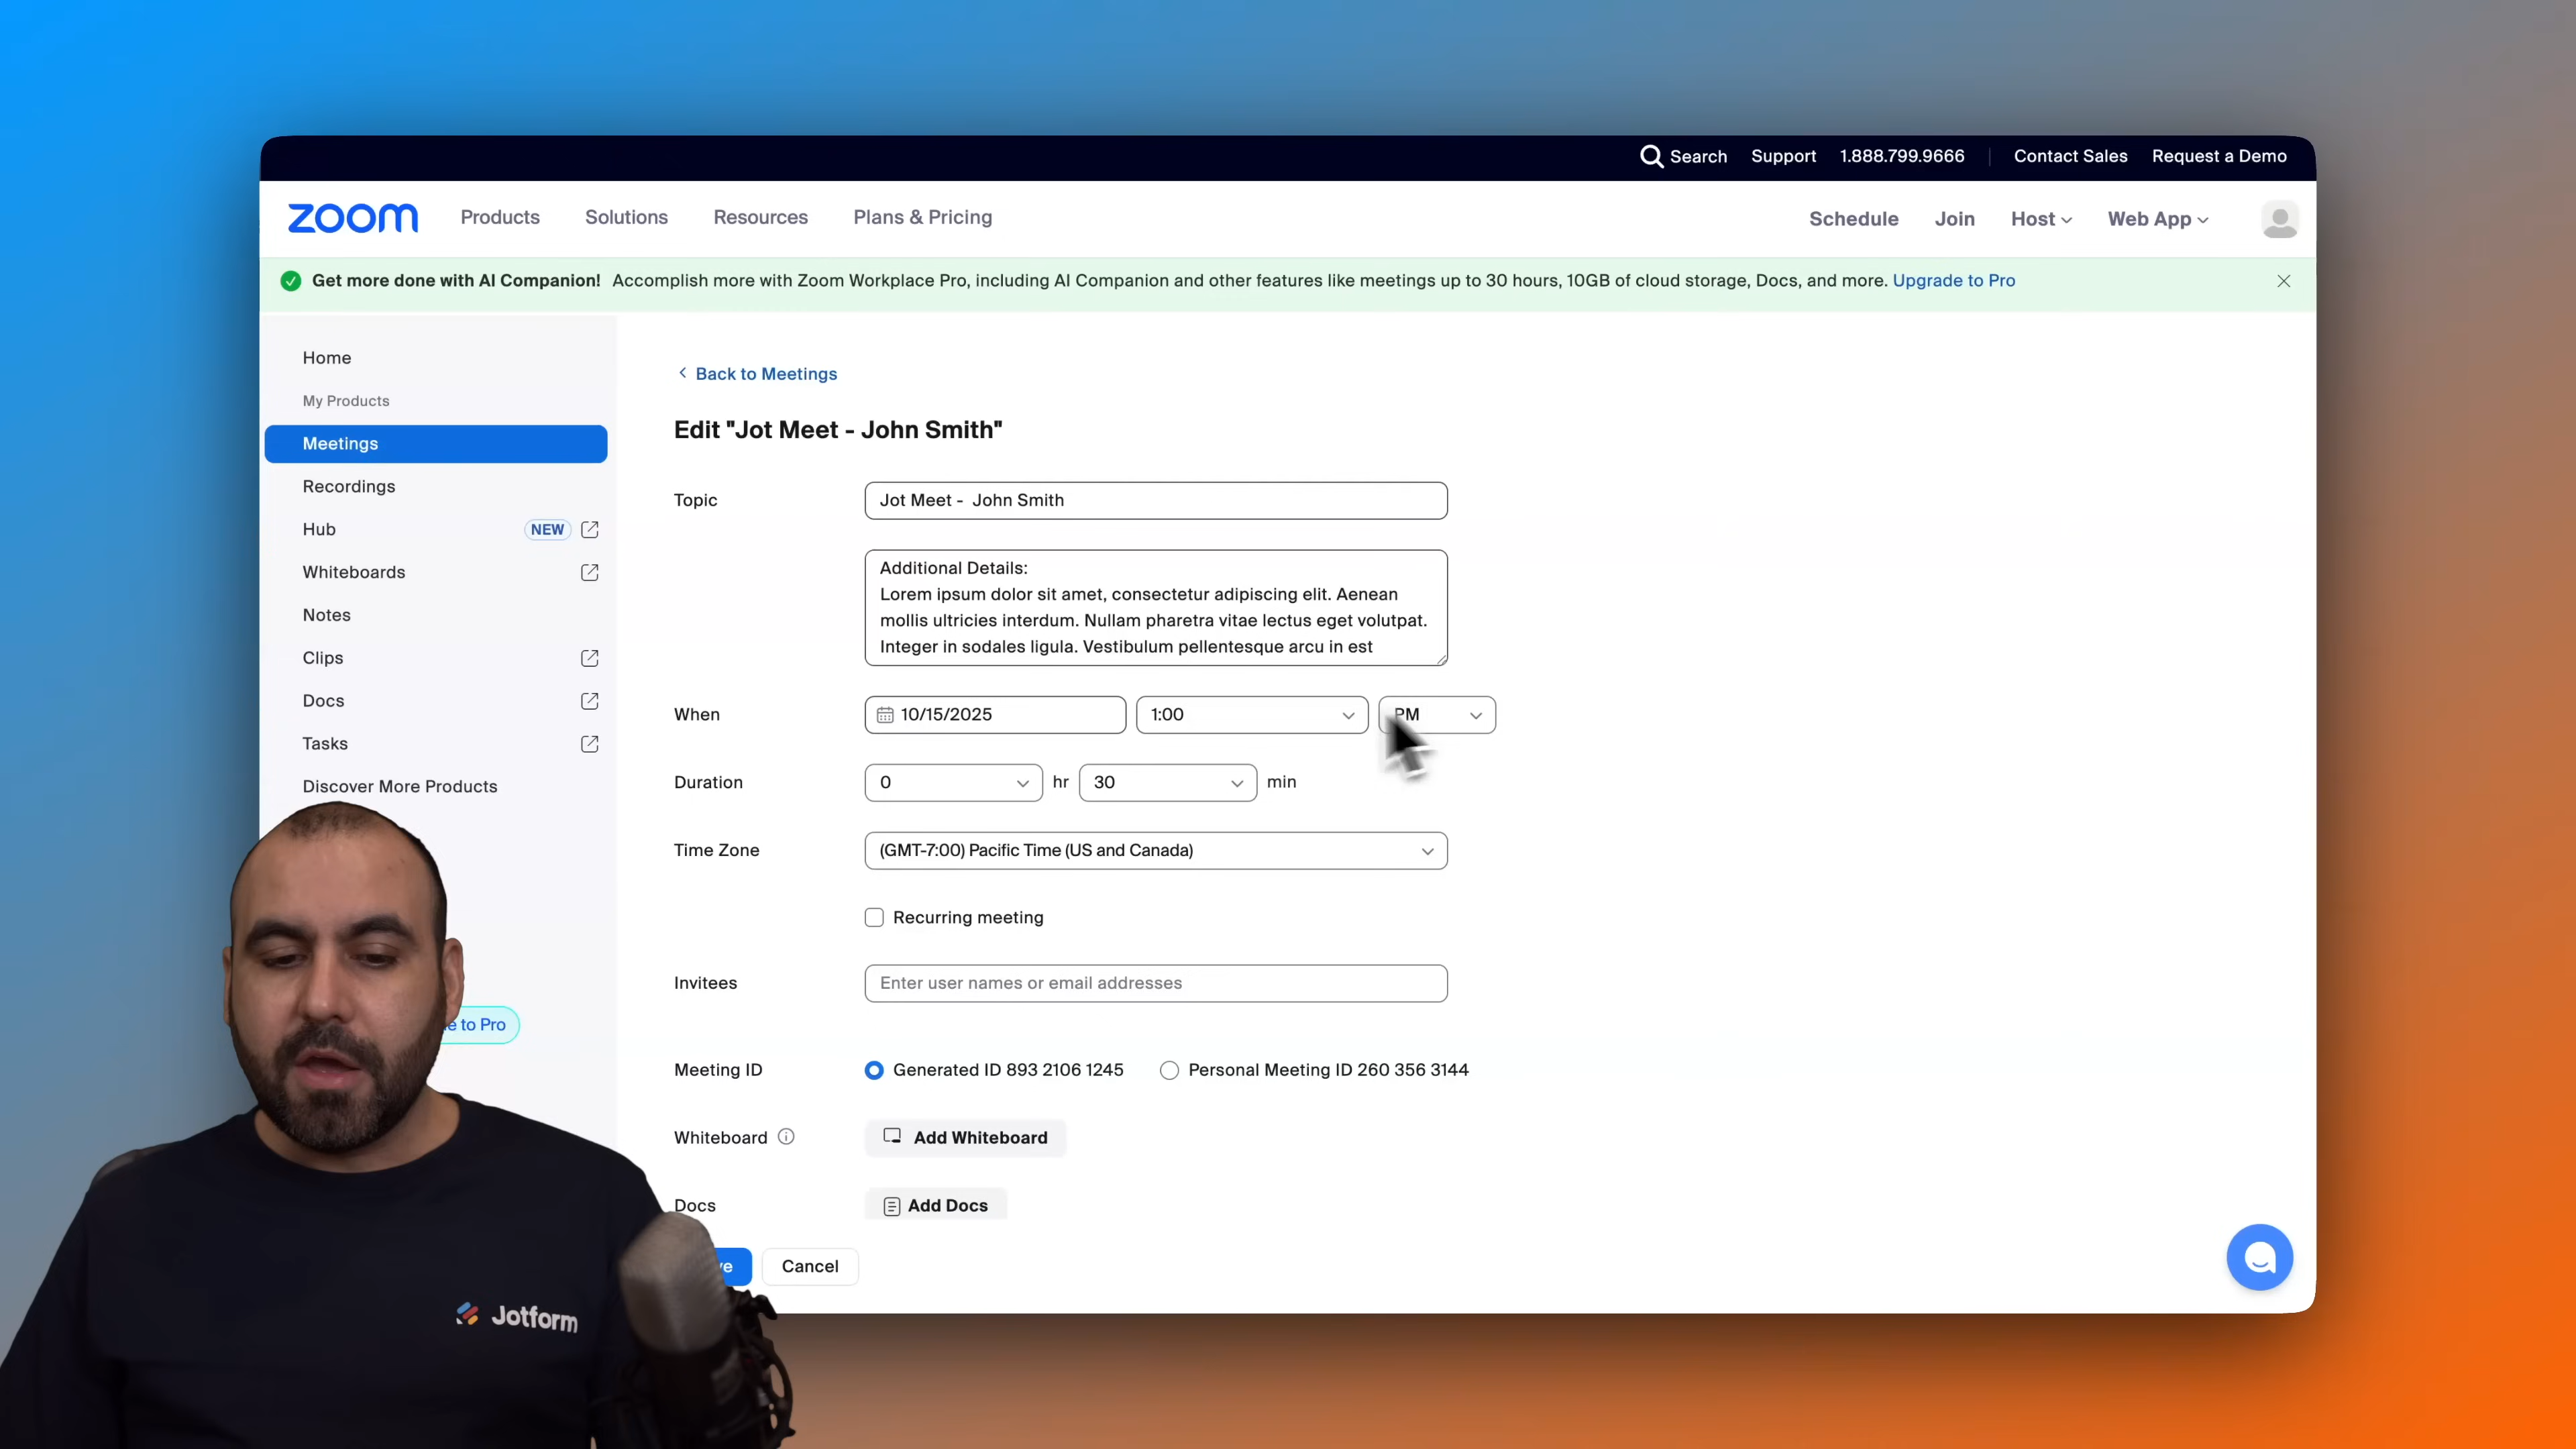 Search Support 1.888.799.9666 Contact Sales Request a Demo
zoom Products Solutions Resources Plans & Pricing Schedule Join Host Web App
Get more done with AI Companion! Accomplish more with Zoom Workplace Pro, including AI Companion and other features like meetings up to 30 hours, 10GB of cloud storage, Docs, and more. Upgrade to Pro
Home
My Products
Meetings
Recordings
Hub NEW
Whiteboards
Notes
Clips
Docs
Tasks
Discover More Products
to Pro
Back to Meetings
Edit "Jot Meet - John Smith"
Topic Jot Meet - John Smith
Additional Details:
Lorem ipsum dolor sit amet, consectetur adipiscing elit. Aenean
mollis ultricies interdum. Nullam pharetra vitae lectus eget volutpat.
Integer in sodales ligula. Vestibulum pellentesque arcu in est
When 10/15/2025 1:00 PM
Duration 0 hr 30 min
Time Zone (GMT-7:00) Pacific Time (US and Canada)
Recurring meeting
Invitees Enter user names or email addresses
Meeting ID Generated ID 893 2106 1245 Personal Meeting ID 260 356 3144
Whiteboard Add Whiteboard
Docs Add Docs
Cancel
Jotform